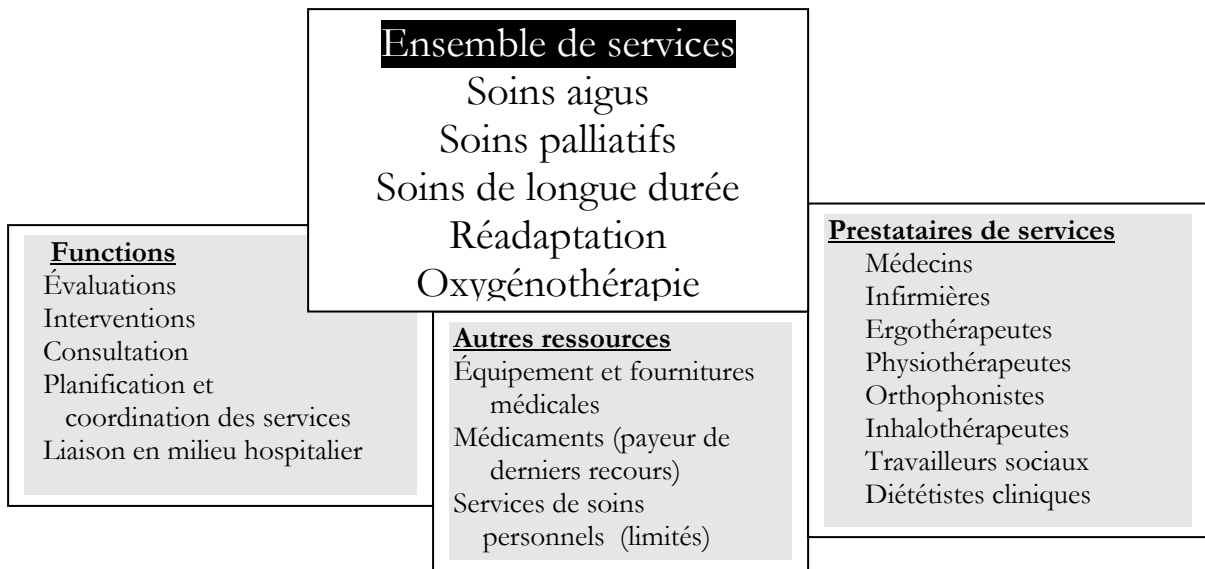 Ensemble de services
Soins aigus
Soins palliatifs
Soins de longue durée
Réadaptation
Oxygénothérapie
Functions
Évaluations
Interventions
Consultation
Planification et
coordination des services
Liaison en milieu hospitalier
Autres ressources
Équipement et fournitures
médicales
Médicaments (payeur de
derniers recours)
Services de soins
personnels (limités)
Prestataires de services
Médecins
Infirmières
Ergothérapeutes
Physiothérapeutes
Orthophonistes
Inhalothérapeutes
Travailleurs sociaux
Diététistes cliniques